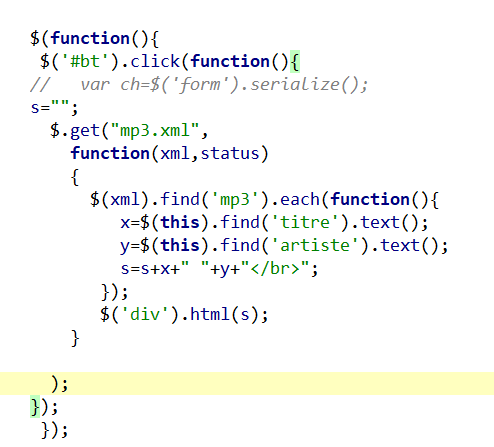 $(function(){
$('#bt').click(function(){
//   var ch=$('form').serialize();
s="";
$.get("mp3.xml",
function(xml,status)
{
$(xml).find('mp3').each(function(){
x=$(this).find('titre').text();
y=$(this).find('artiste').text();
s=s+x+" "+y+"</br>";
});
$('div').html(s);
}
);
});
});